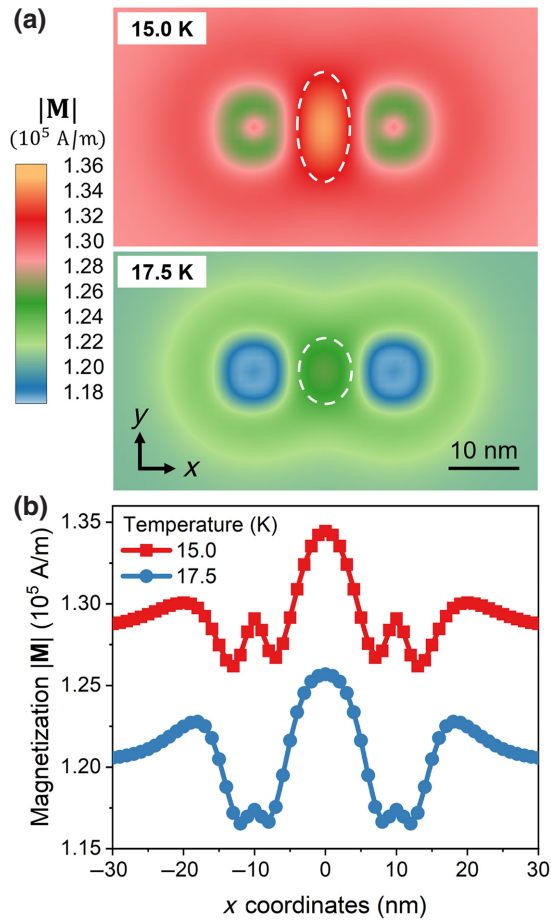 (a)
15.0 K
|M|
(10⁵ A/m)
1.36
1.34
1.32
1.30
1.28
1.26
1.24
1.22
1.20
1.18
17.5 K
y
x
10 nm
(b)
Temperature (K)
15.0
17.5
Magnetization |M| (10⁵ A/m)
1.35
1.30
1.25
1.20
1.15
−30 −20 −10 0 10 20 30
x coordinates (nm)